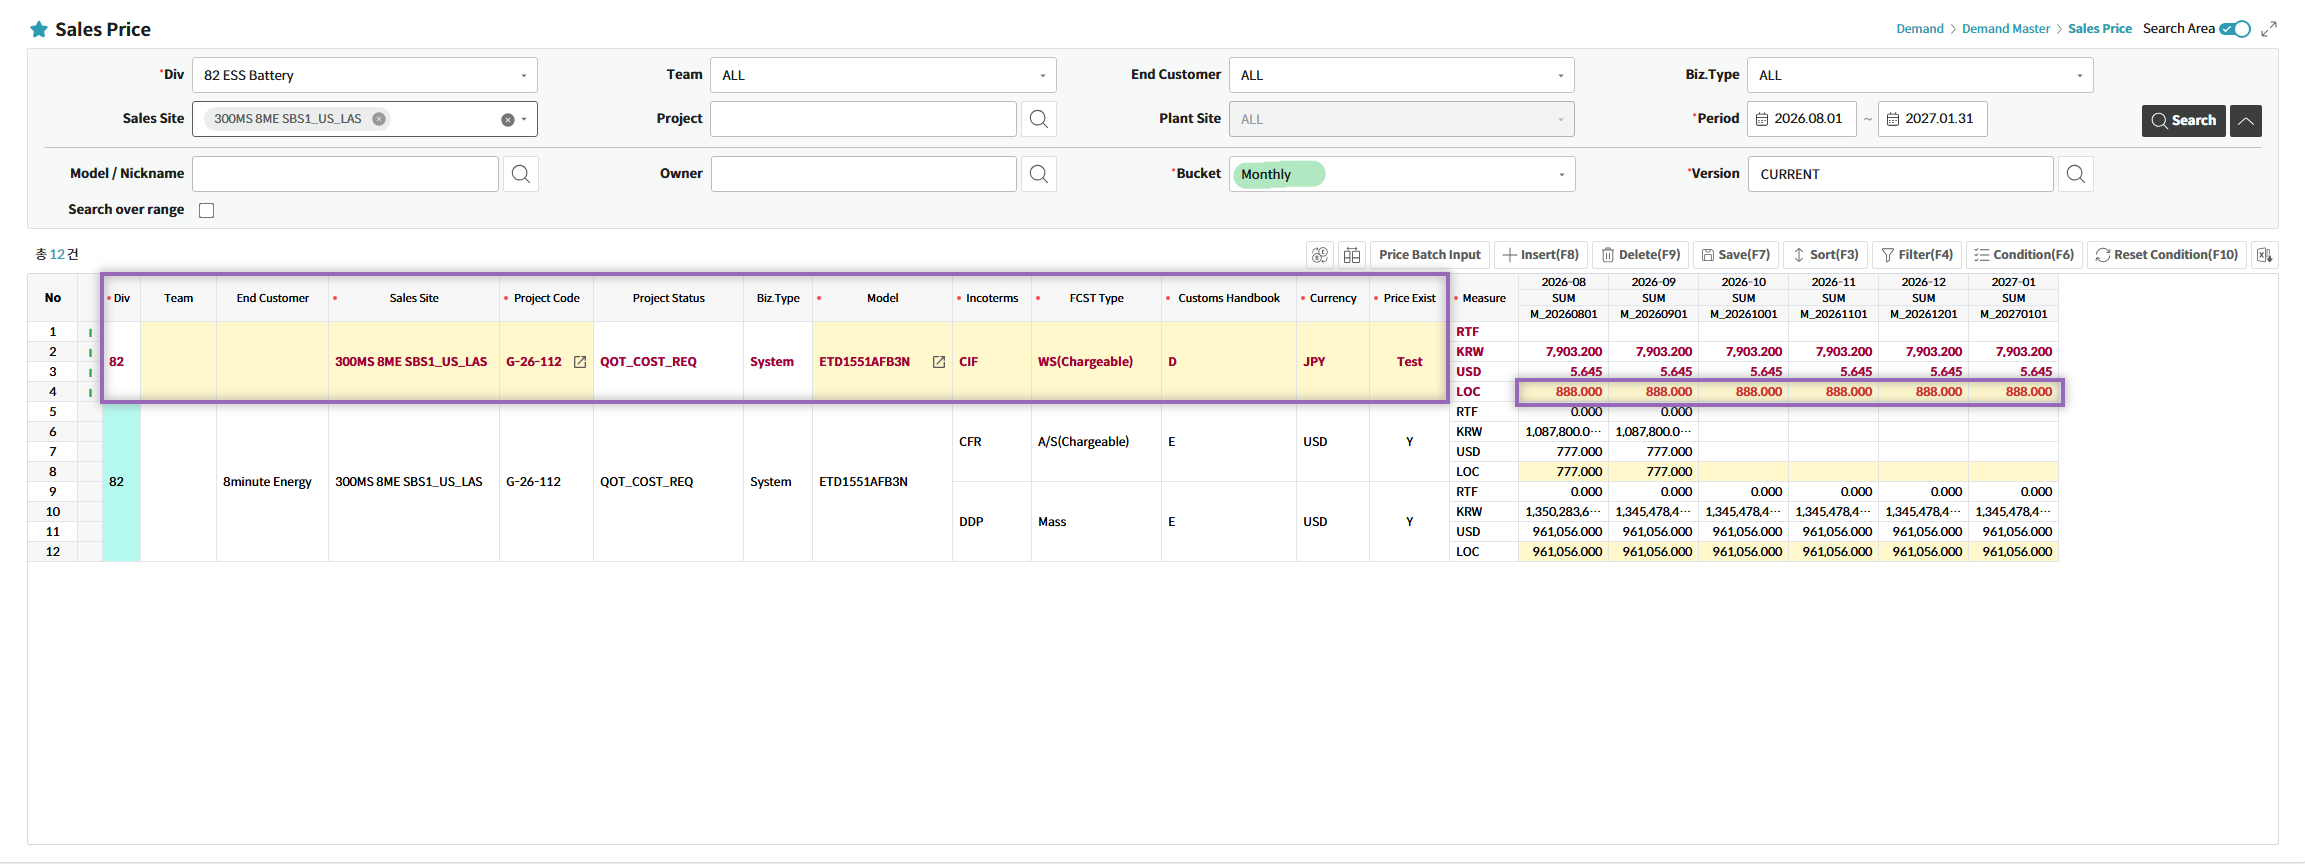 Sales Price
Demand > Demand Master > Sales Price Search Area
*Div 82 ESS Battery Team ALL End Customer ALL Biz.Type ALL
Sales Site 300MS 8ME SBS1_US_LAS Project Plant Site ALL *Period 2026.08.01 ~ 2027.01.31 Search
Model / Nickname Owner *Bucket Monthly *Version CURRENT
Search over range
총 12 건 Price Batch Input Insert(F8) Delete(F9) Save(F7) Sort(F3) Filter(F4) Condition(F6) Reset Condition(F10)
No Div Team End Customer Sales Site Project Code Project Status Biz.Type Model Incoterms FCST Type Customs Handbook Currency Price Exist Measure
2026-08 2026-09 2026-10 2026-11 2026-12 2027-01
SUM SUM SUM SUM SUM SUM
M_20260801 M_20260901 M_20261001 M_20261101 M_20261201 M_20270101
1 RTF
2 KRW 7,903.200 7,903.200 7,903.200 7,903.200 7,903.200 7,903.200
82 300MS 8ME SBS1_US_LAS G-26-112 QOT_COST_REQ System ETD1551AFB3N CIF WS(Chargeable) D JPY Test
3 USD 5.645 5.645 5.645 5.645 5.645 5.645
4 LOC 888.000 888.000 888.000 888.000 888.000 888.000
5 RTF 0.000 0.000
6 KRW 1,087,800.0··· 1,087,800.0···
CFR A/S(Chargeable) E USD Y
7 USD 777.000 777.000
8 LOC 777.000 777.000
82 8minute Energy 300MS 8ME SBS1_US_LAS G-26-112 QOT_COST_REQ System ETD1551AFB3N
9 RTF 0.000 0.000 0.000 0.000 0.000 0.000
10 KRW 1,350,283,6··· 1,345,478,4··· 1,345,478,4··· 1,345,478,4··· 1,345,478,4··· 1,345,478,4···
DDP Mass E USD Y
11 USD 961,056.000 961,056.000 961,056.000 961,056.000 961,056.000 961,056.000
12 LOC 961,056.000 961,056.000 961,056.000 961,056.000 961,056.000 961,056.000